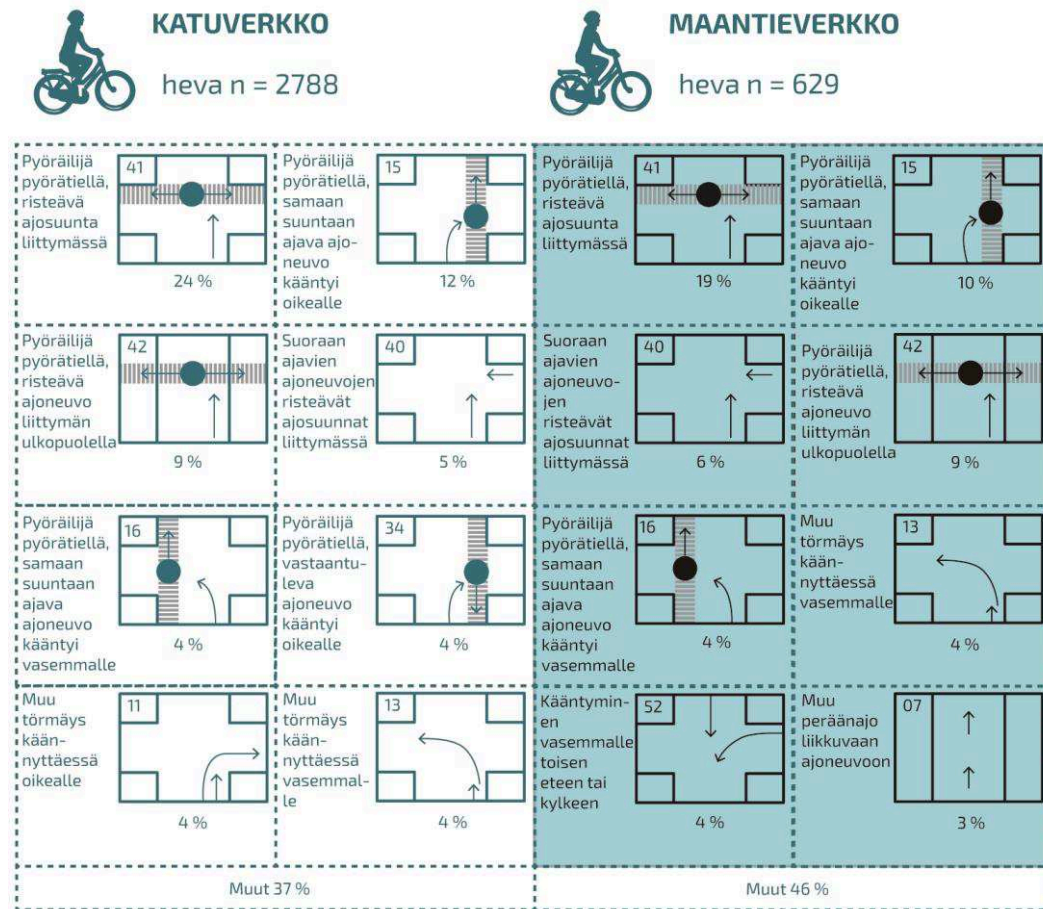 KATUVERKKO
heva n = 2788
MAANTIEVERKKO
heva n = 629
Pyöräilijä
pyörätiellä,
risteävä
ajosuunta
liittymässä
41
24 %
Pyöräilijä
pyörätiellä,
samaan
suuntaan
ajava ajo-
neuvo
kääntyi
oikealle
15
12 %
Pyöräilijä
pyörätiellä,
risteävä
ajosuunta
liittymässä
41
19 %
Pyöräilijä
pyörätiellä,
samaan
suuntaan
ajava ajo-
neuvo
kääntyi
oikealle
15
10 %
Pyöräilijä
pyörätiellä,
risteävä
ajoneuvo
liittymän
ulkopuolella
42
9 %
Suoraan
ajavien
ajoneuvojen
risteävät
ajosuunnat
liittymässä
40
5 %
Suoraan
ajavien
ajoneuvo-
jen
risteävät
ajosuunnat
liittymässä
40
6 %
Pyöräilijä
pyörätiellä,
risteävä
ajoneuvo
liittymän
ulkopuolella
42
9 %
Pyöräilijä
pyörätiellä,
samaan
suuntaan
ajava
ajoneuvo
kääntyi
vasemmalle
16
4 %
Pyöräilijä
pyörätiellä,
vastaantu-
leva
ajoneuvo
kääntyi
oikealle
34
4 %
Pyöräilijä
pyörätiellä,
samaan
suuntaan
ajava
ajoneuvo
kääntyi
vasemmalle
16
4 %
Muu
törmäys
kään-
nyttäessä
vasemmalle
13
4 %
Muu
törmäys
kään-
nyttäessä
oikealle
11
4 %
Muu
törmäys
kään-
nyttäessä
vasemmal-
le
13
4 %
Kääntymin-
en
vasemmalle
toisen
eteen tai
kylkeen
52
4 %
Muu
peräänajo
liikkuvaan
ajoneuvoon
07
3 %
Muut 37 %
Muut 46 %